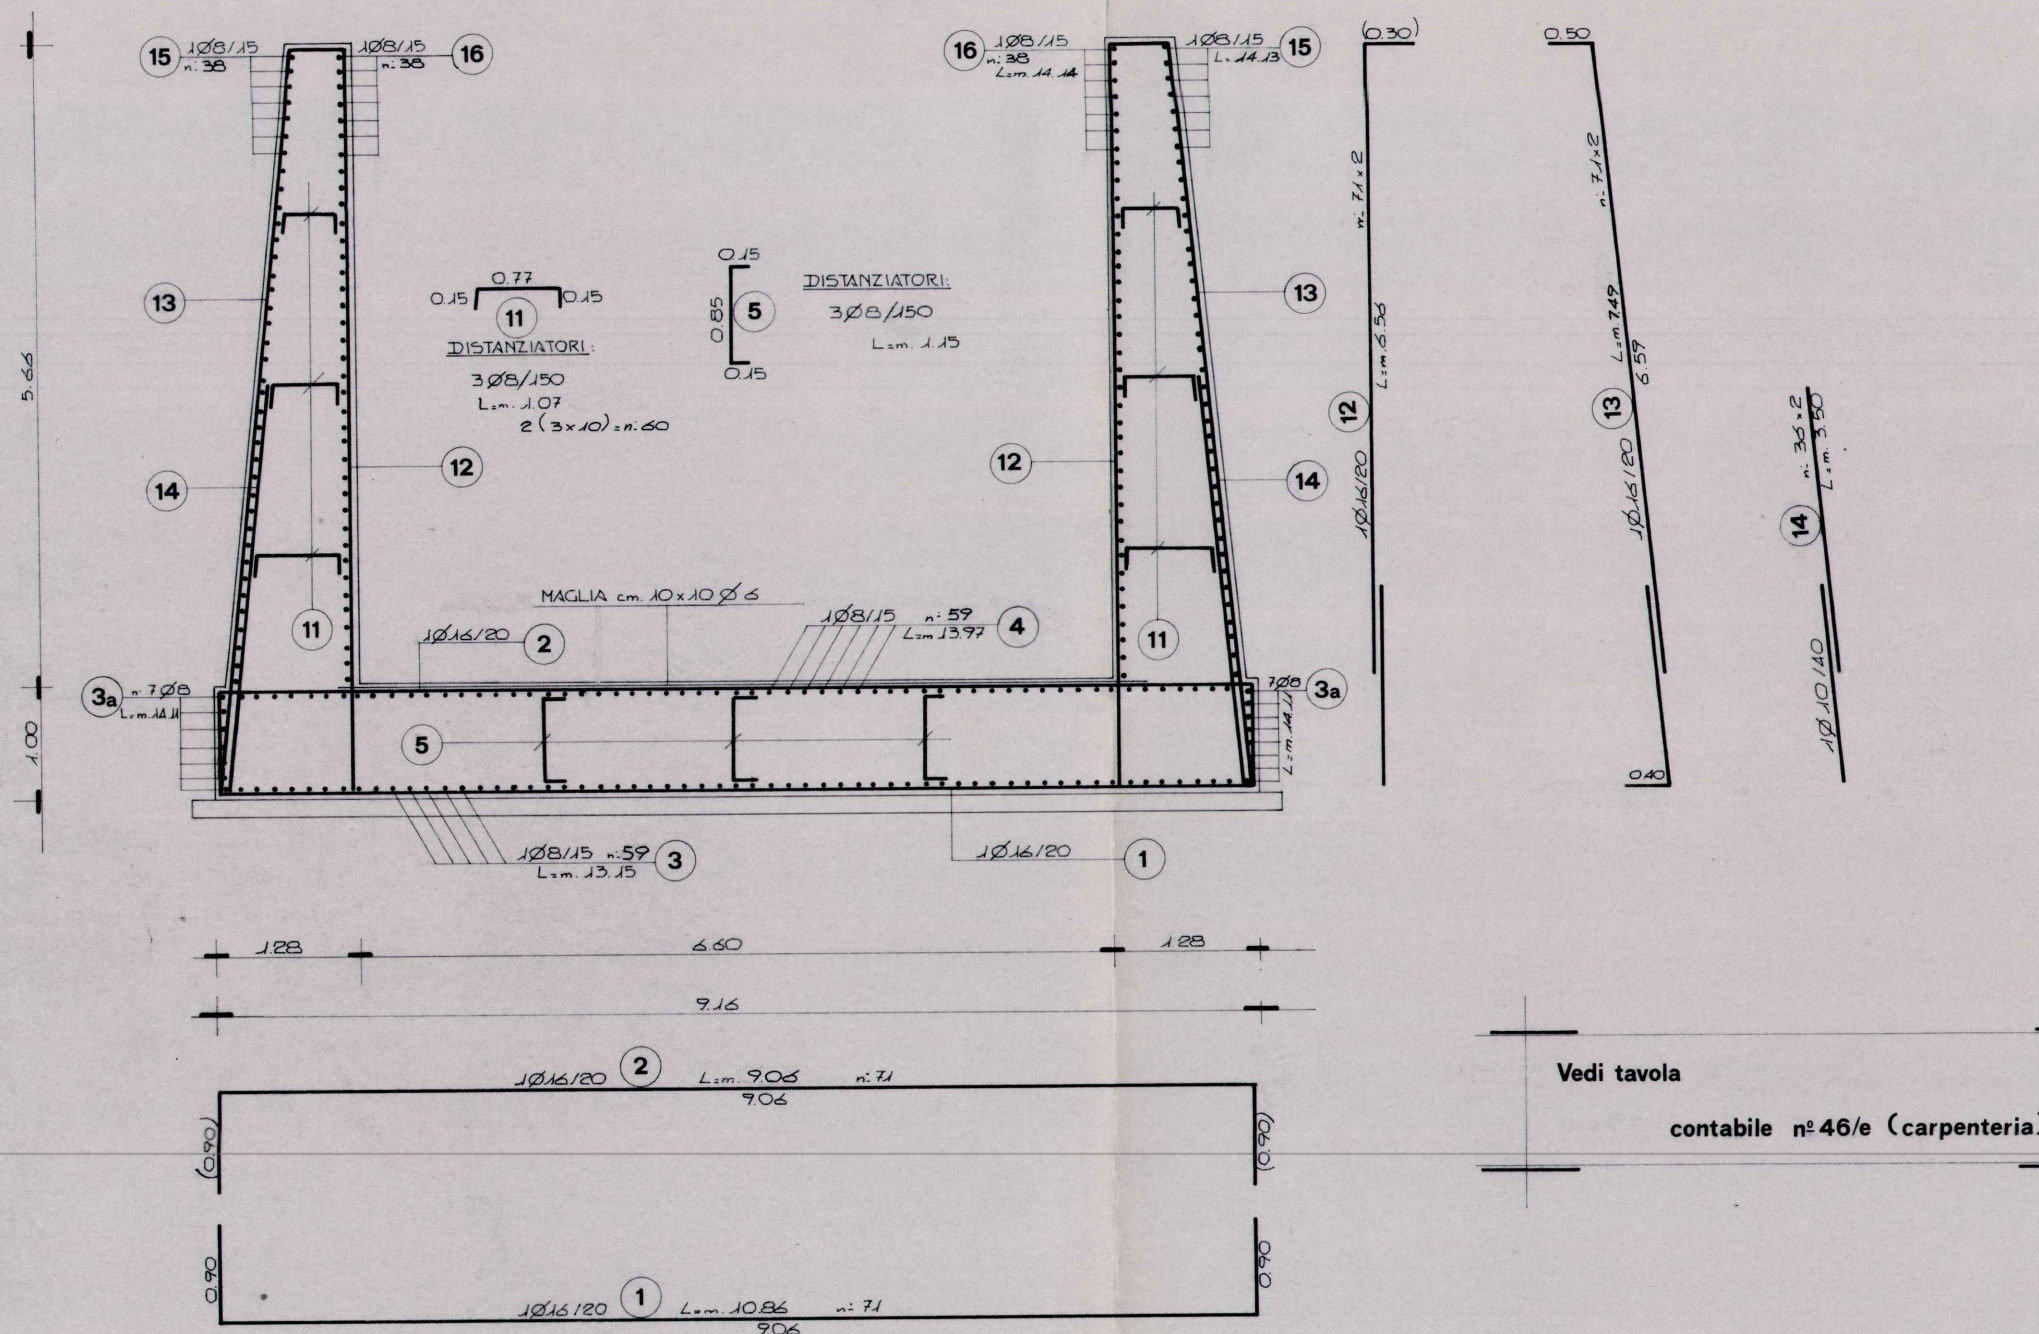 15 1Ø8/15 n: 38
1Ø8/15 n: 38 16
16 1Ø8/15 n: 38 L=m. 14.14
1Ø8/15 L. 14.13 15
(0.30)
0.50
5.66
1.00
13
14
12
11
0.77
0.15 0.15
11
DISTANZIATORI:
3Ø8/150
L=m. 1.07
2(3x10)=n:60
0.15
0.85
5
0.15
DISTANZIATORI:
3Ø8/150
L=m. 1.15
12
13
14
11
12 1Ø16/20 L=m. 6.56 n: 71x2
13 1Ø16/20 L=m. 7.49 n: 71x2
6.59
0.40
14 n: 36x2
L=m. 3.50
1Ø10/40
MAGLIA cm. 10x10 Ø6
1Ø16/20 2
1Ø8/15 n: 59 4
L=m 13.97
3a n: 7Ø8
L=m. 14.11
7Ø8 3a
L=m. 14.11
5
1Ø8/15 n: 59 3
L=m. 13.15
1Ø16/20 1
1.28 6.60 1.28
9.16
1Ø16/20 2 L=m. 9.06 n: 71
9.06
(0.90) (0.90)
0.90 0.90
1Ø16/20 1 L=m. 10.86 n: 71
9.06
Vedi tavola
contabile nº 46/e (carpenteria)